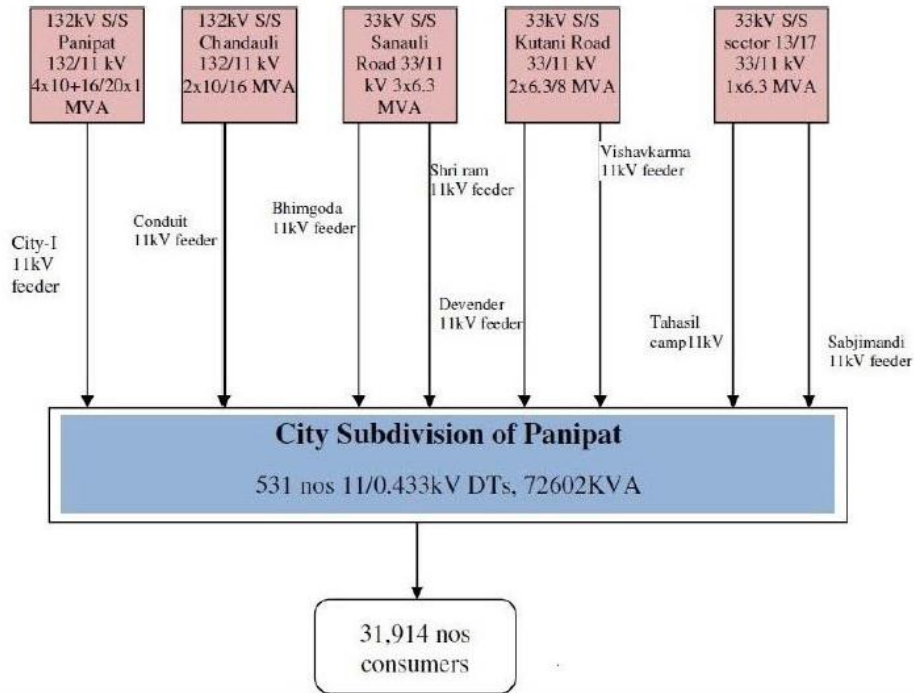 132kV S/S
Panipat
132/11 kV
4x10+16/20x1
MVA
132kV S/S
Chandauli
132/11 kV
2x10/16 MVA
33kV S/S
Sanauli
Road 33/11
kV 3x6.3
MVA
33kV S/S
Kutani Road
33/11 kV
2x6.3/8 MVA
33kV S/S
sector 13/17
33/11 kV
1x6.3 MVA
City-I
11kV
feeder
Conduit
11kV feeder
Bhimgoda
11kV feeder
Shri ram
11kV feeder
Devender
11kV feeder
Vishavkarma
11kV feeder
Tahasil
camp11kV
Sabjimandi
11kV feeder
City Subdivision of Panipat
531 nos 11/0.433kV DTs, 72602KVA
31,914 nos
consumers